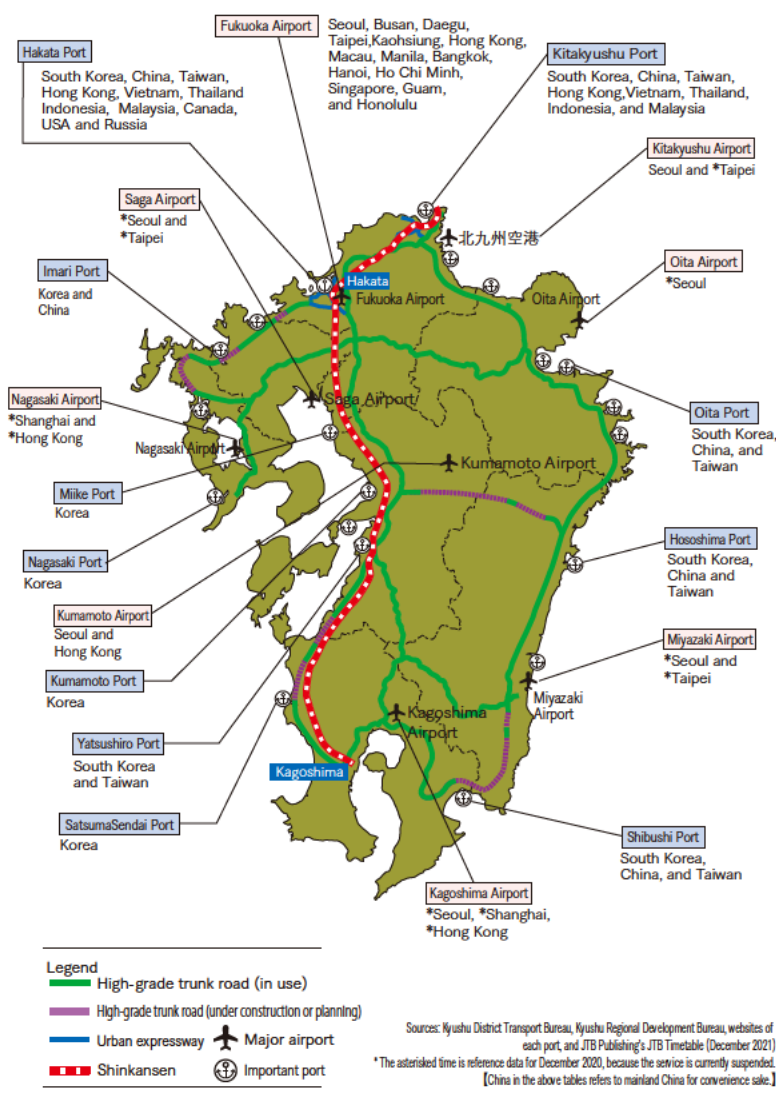 Fukuoka Airport
Seoul, Busan, Daegu,
Taipei,Kaohsiung, Hong Kong,
Macau, Manila, Bangkok,
Hanoi, Ho Chi Minh,
Singapore, Guam,
and Honolulu
Hakata Port
South Korea, China, Taiwan,
Hong Kong, Vietnam, Thailand
Indonesia, Malaysia, Canada,
USA and Russia
Kitakyushu Port
South Korea, China, Taiwan,
Hong Kong,Vietnam, Thailand,
Indonesia, and Malaysia
Kitakyushu Airport
Seoul and *Taipei
Saga Airport
*Seoul and
*Taipei
北九州空港
Imari Port
Korea and
China
Oita Airport
*Seoul
Hakata
Fukuoka Airport
Oita Airport
Nagasaki Airport
*Shanghai and
*Hong Kong
Saga Airport
Oita Port
South Korea,
China, and
Taiwan
Nagasaki Airport
Kumamoto Airport
Miike Port
Korea
Nagasaki Port
Korea
Hososhima Port
South Korea,
China and
Taiwan
Kumamoto Airport
Seoul and
Hong Kong
Miyazaki Airport
*Seoul and
*Taipei
Kumamoto Port
Korea
Miyazaki
Airport
Kagoshima
Airport
Yatsushiro Port
South Korea
and Taiwan
Kagoshima
SatsumaSendai Port
Korea
Shibushi Port
South Korea,
China, and Taiwan
Kagoshima Airport
*Seoul, *Shanghai,
*Hong Kong
Legend
High-grade trunk road (in use)
High-grade trunk road (under construction or planning)
Urban expressway
Major airport
Shinkansen
Important port
Sources: Kyushu District Transport Bureau, Kyushu Regional Development Bureau, websites of
each port, and JTB Publishing's JTB Timetable (December 2021)
* The asterisked time is reference data for December 2020, because the service is currently suspended.
【China in the above tables refers to mainland China for convenience sake.】